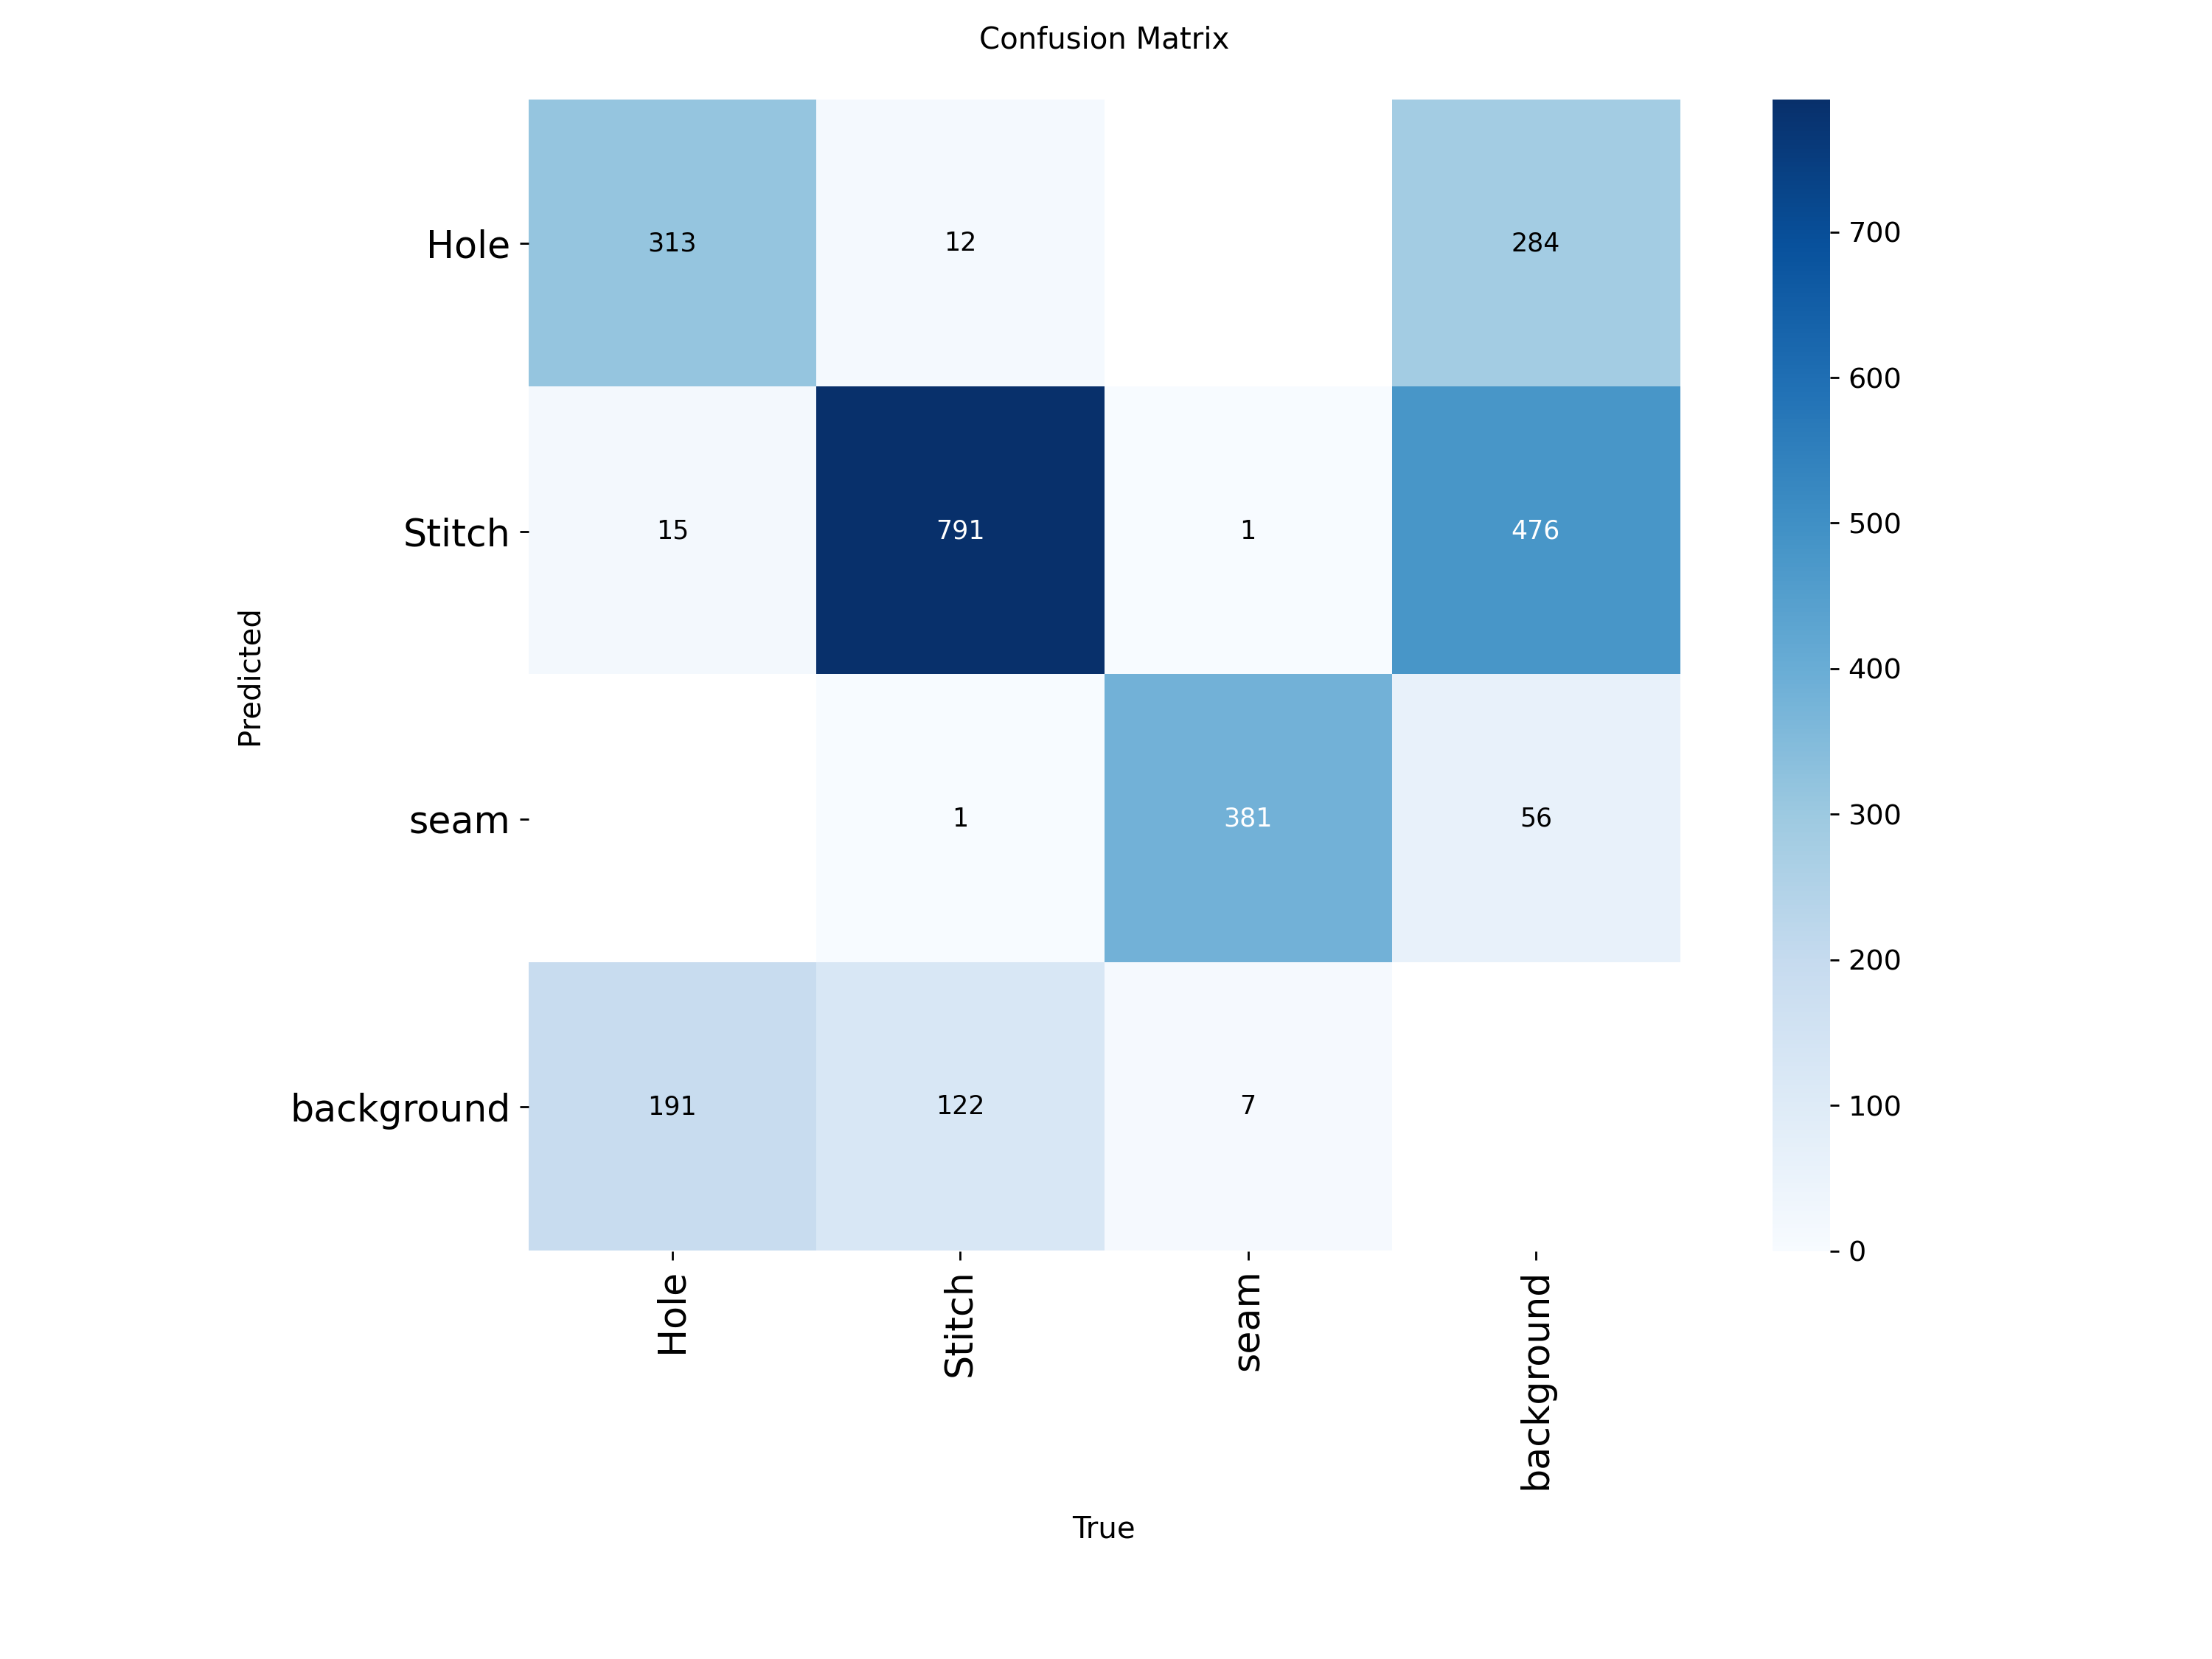 Confusion Matrix
Hole
313
12
284
Stitch
15
791
1
476
seam
1
381
56
background
191
122
7
Predicted
Hole
Stitch
seam
background
True
700
600
500
400
300
200
100
0